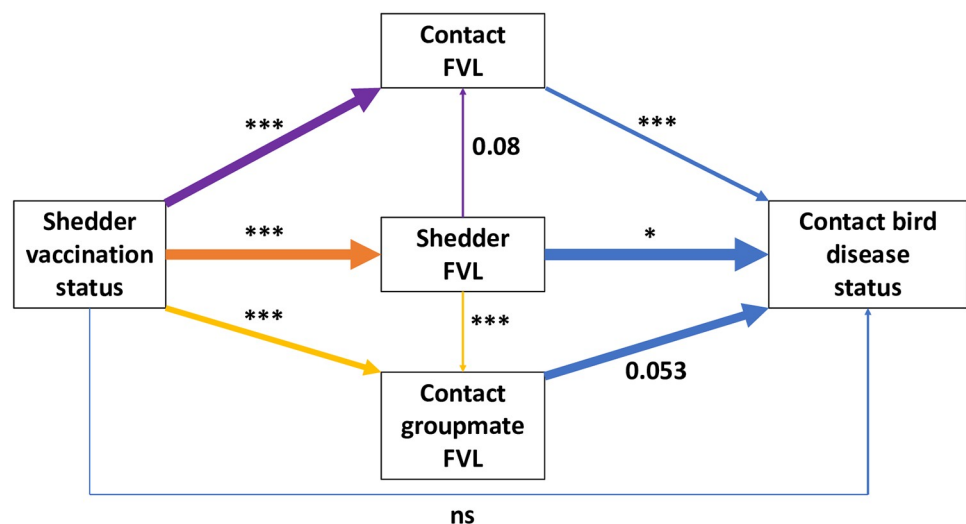 Contact
FVL
***
***
0.08
Shedder
vaccination
status
***
Shedder
FVL
*
Contact bird
disease
status
***
***
0.053
Contact
groupmate
FVL
ns